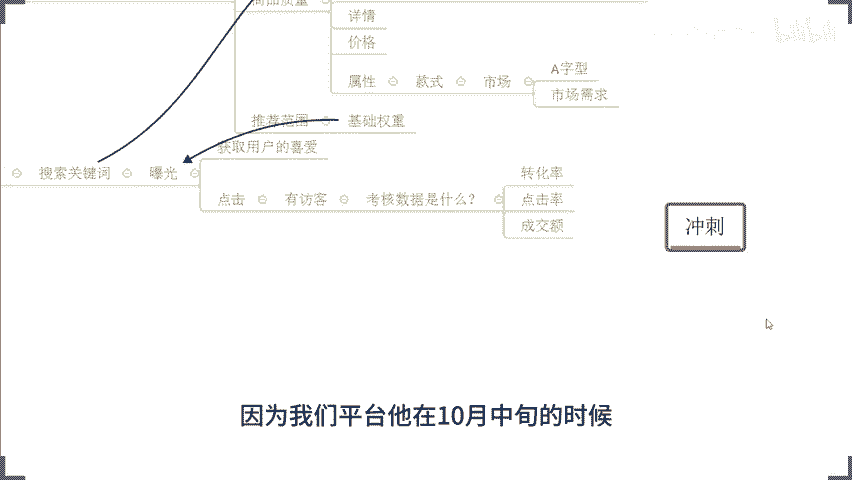 商品质量
详情
价格
属性 款式 市场 A字型
市场需求
推荐范围 基础权重
获取用户的喜爱
搜索关键词 曝光
转化率
点击 有访客 考核数据是什么? 点击率
成交额
冲刺
因为我们平台他在10月中旬的时候